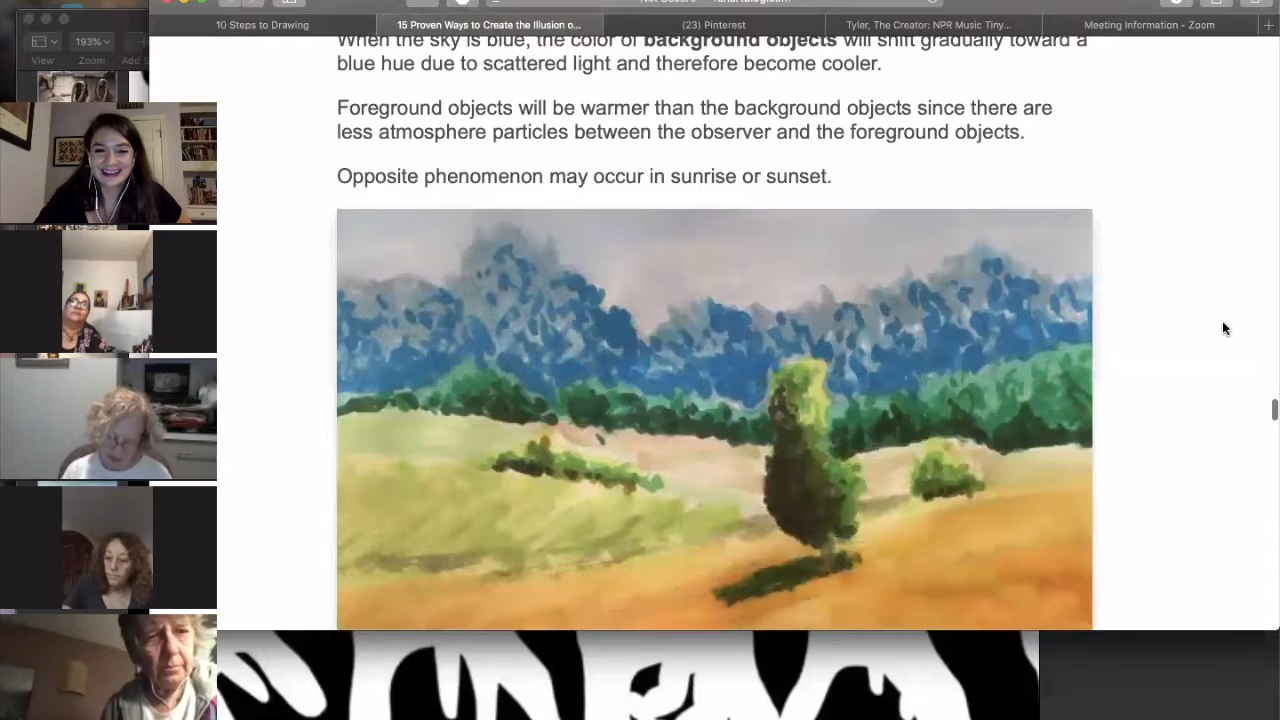 10 Steps to Drawing
15 Proven Ways to Create the Illusion o...
(23) Pinterest
Tyler, The Creator: NPR Music Tiny...
Meeting Information - Zoom
193%
View
Zoom
Add S
When the sky is blue, the color of background objects will shift gradually toward a
blue hue due to scattered light and therefore become cooler.
Foreground objects will be warmer than the background objects since there are
less atmosphere particles between the observer and the foreground objects.
Opposite phenomenon may occur in sunrise or sunset.